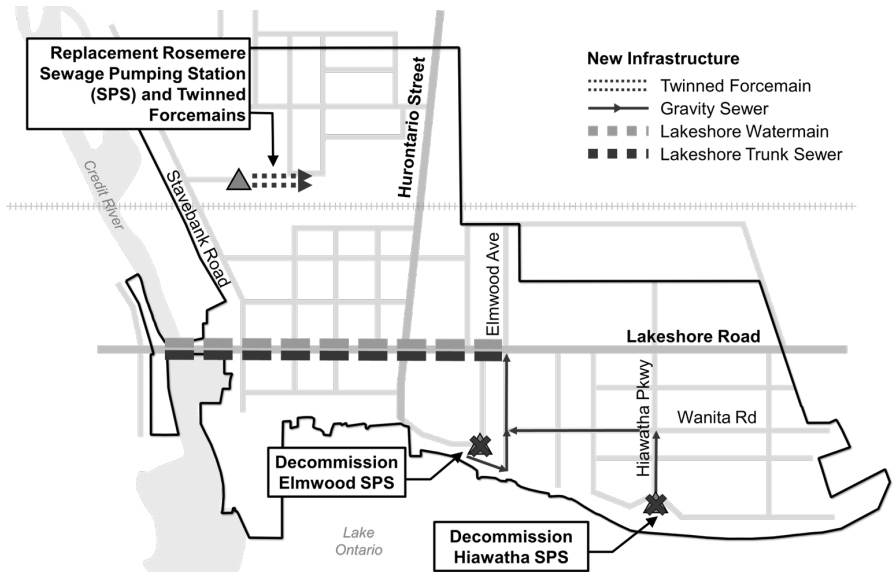 Replacement Rosemere
Sewage Pumping Station
(SPS) and Twinned
Forcemains
New Infrastructure
Twinned Forcemain
Gravity Sewer
Lakeshore Watermain
Lakeshore Trunk Sewer
Hurontario Street
Credit River
Stavebank Road
Elmwood Ave
Lakeshore Road
Hiawatha Pkwy
Wanita Rd
Decommission
Elmwood SPS
Lake
Ontario
Decommission
Hiawatha SPS